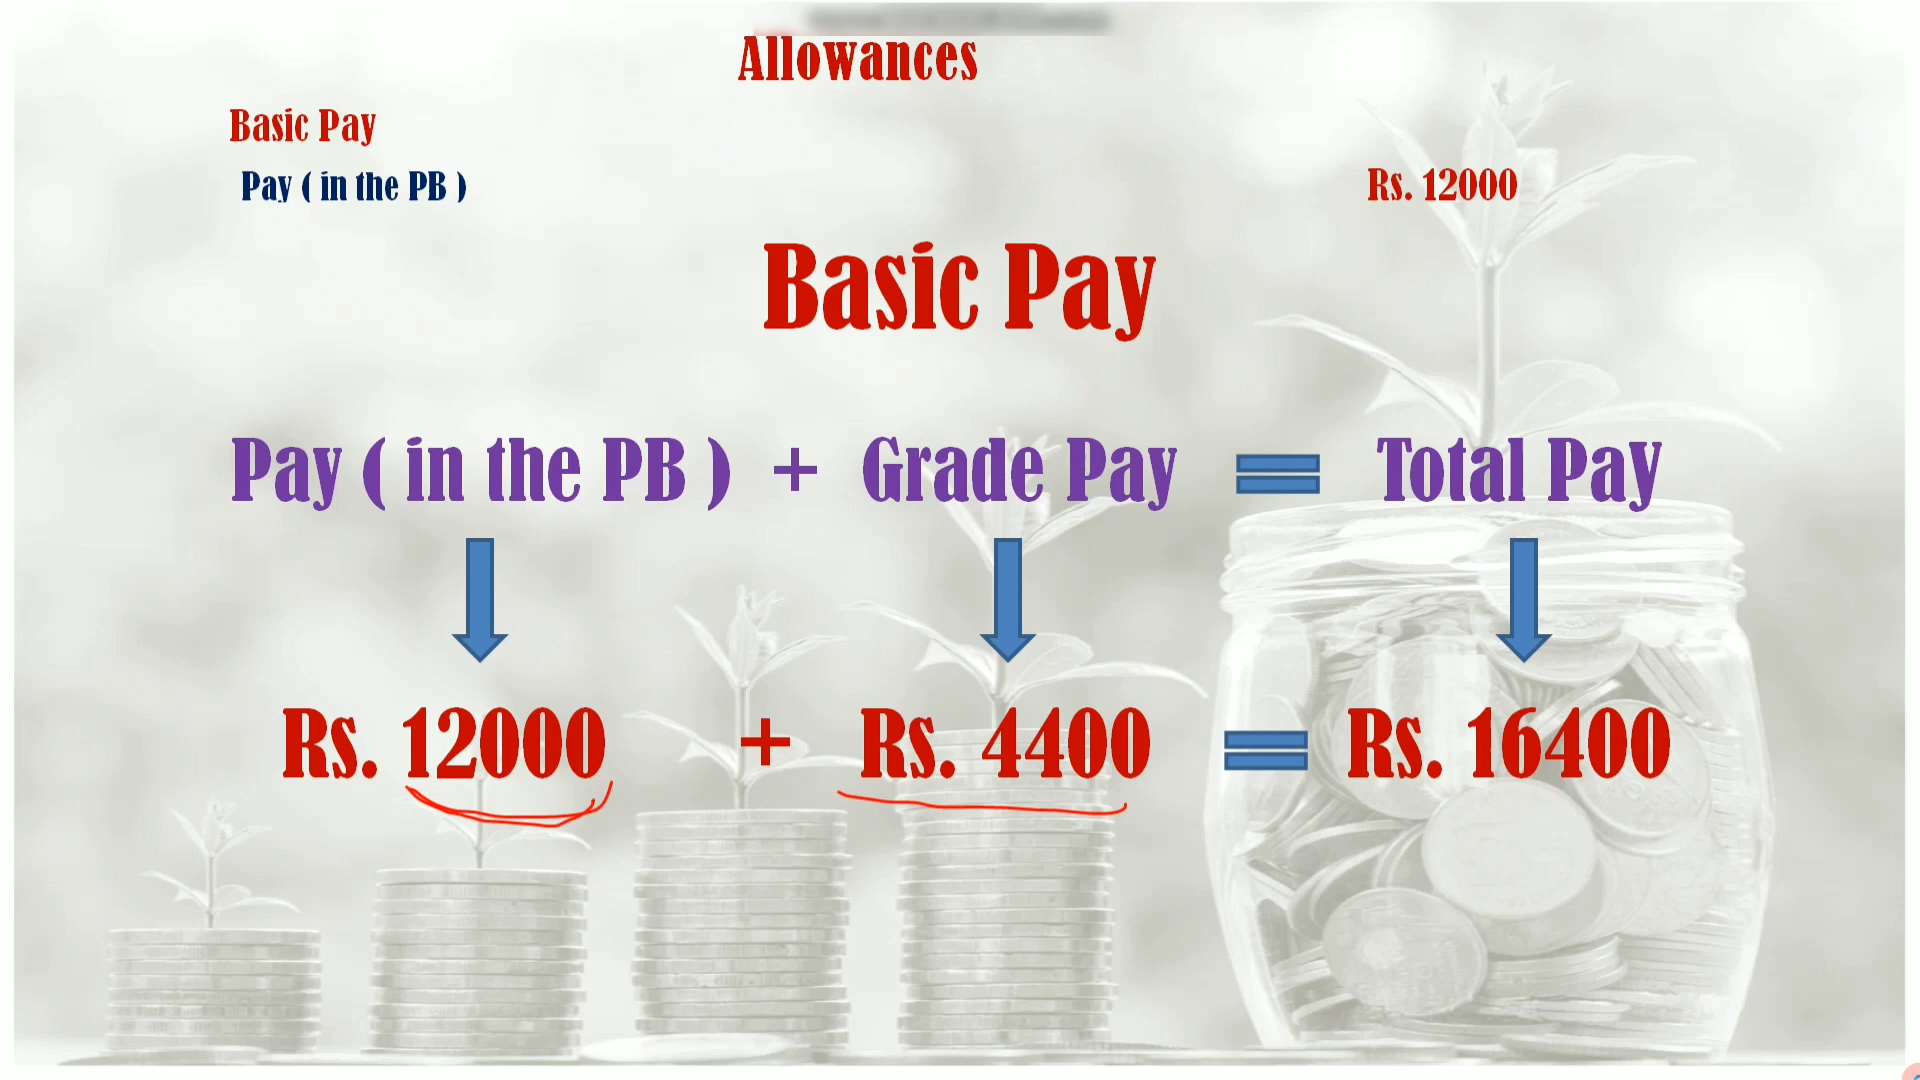 Allowances
Basic Pay
Pay ( in the PB ) Rs. 12000
Basic Pay
Pay ( in the PB ) + Grade Pay = Total Pay
Rs. 12000 + Rs. 4400 = Rs. 16400